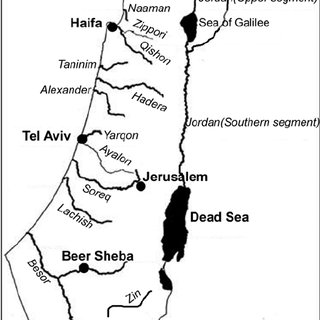 Jordan(Upper segment)
Naaman
Haifa
Sea of Galilee
Zippori
Qishon
Taninim
Alexander
Hadera
Jordan(Southern segment)
Yarqon
Tel Aviv
Ayalon
Jerusalem
Soreq
Lachish
Dead Sea
Beer Sheba
Besor
Zin